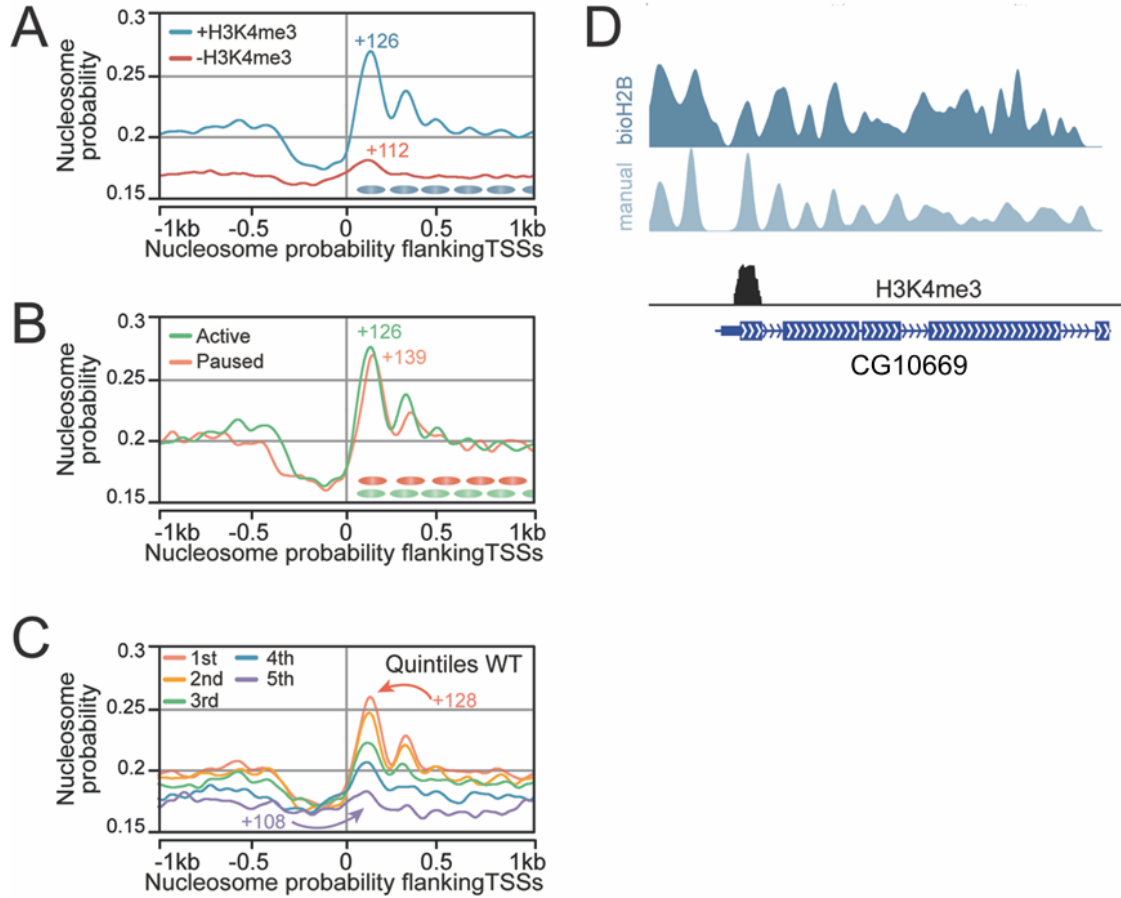 A
0.3
0.25
0.2
0.15
Nucleosome
probability
+H3K4me3
-H3K4me3
+126
+112
-1kb -0.5 0 0.5 1kb
Nucleosome probability flankingTSSs
B
0.3
0.25
0.2
0.15
Nucleosome
probability
Active
Paused
+126
+139
-1kb -0.5 0 0.5 1kb
Nucleosome probability flankingTSSs
C
0.3
0.25
0.2
0.15
Nucleosome
probability
1st 4th
2nd 5th
3rd
Quintiles WT
+128
+108
-1kb -0.5 0 0.5 1kb
Nucleosome probability flankingTSSs
D
bioH2B
manual
H3K4me3
CG10669